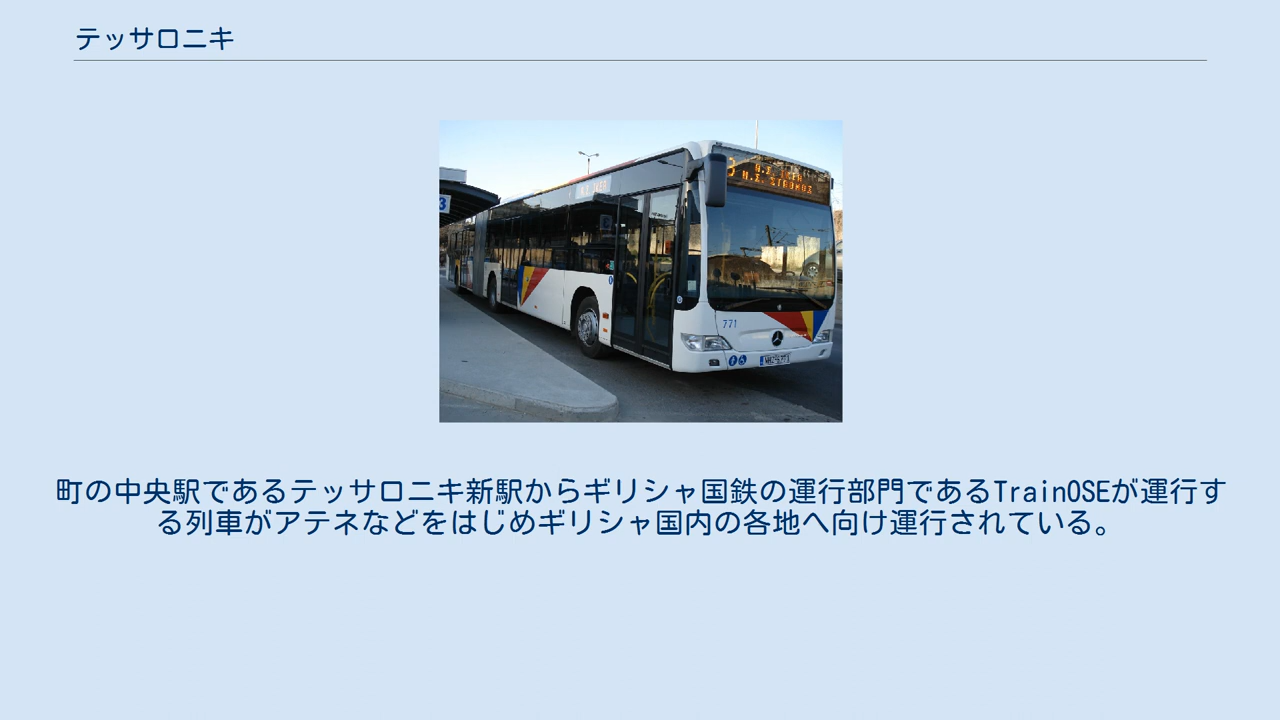 テッサロニキ
3
771
町の中央駅であるテッサロニキ新駅からギリシャ国鉄の運行部門であるTrainOSEが運行す
る列車がアテネなどをはじめギリシャ国内の各地へ向け運行されている。